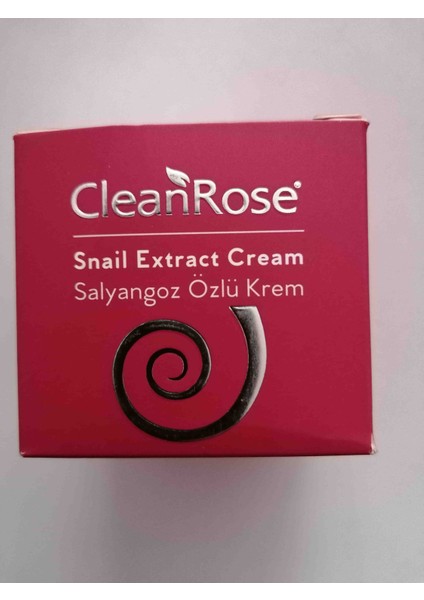 CleanRose®
Snail Extract Cream
Salyangoz Özlü Krem